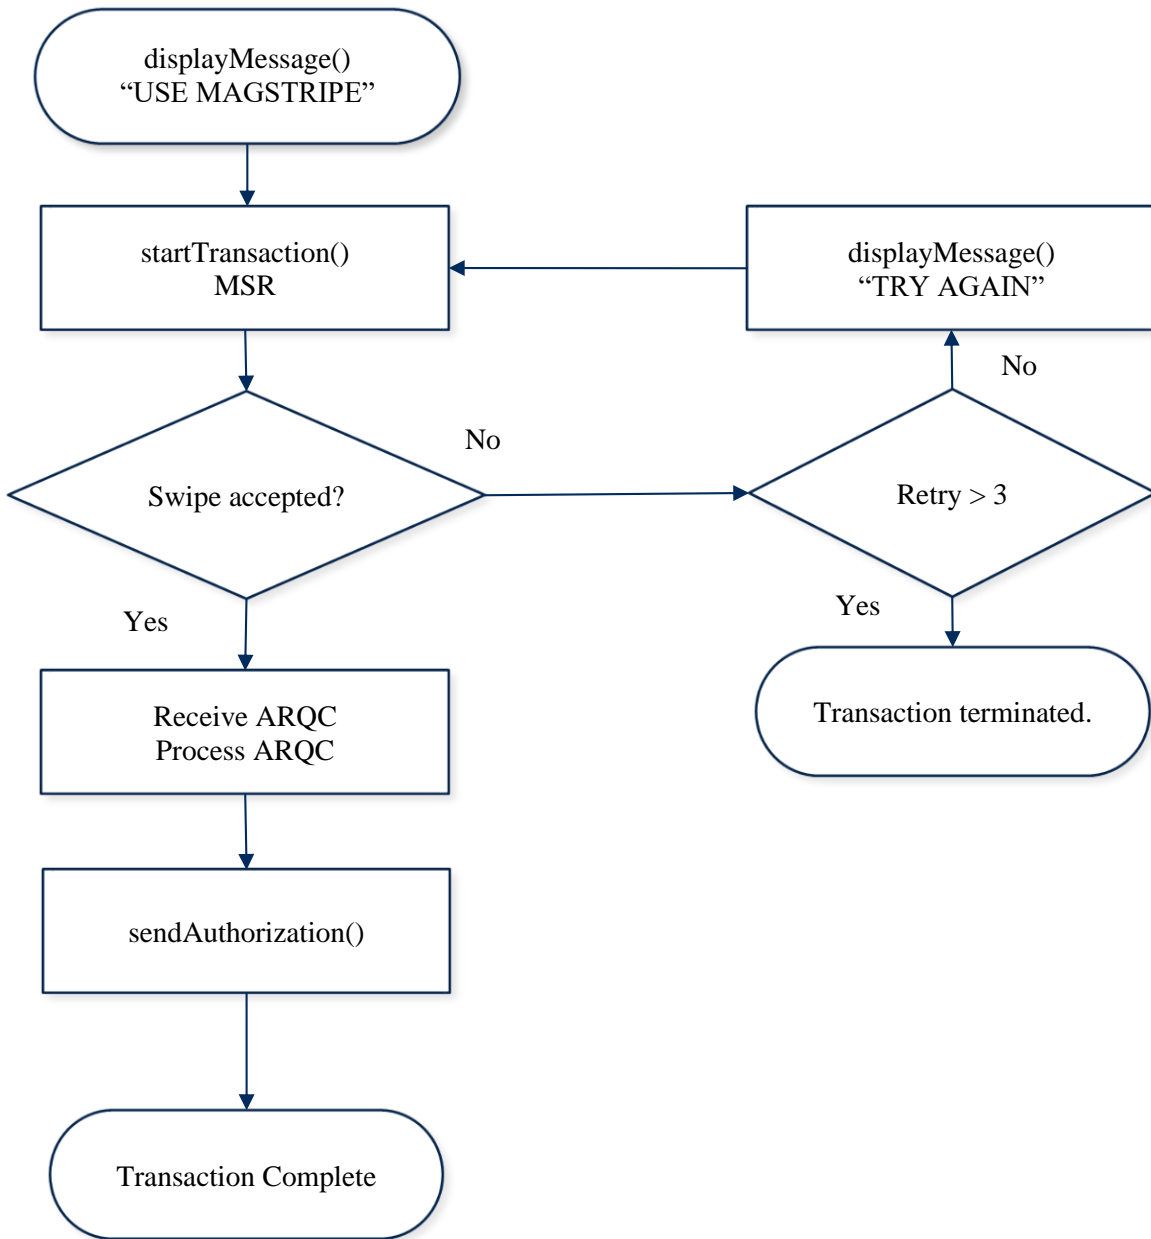 displayMessage()
“USE MAGSTRIPE”
startTransaction()
MSR
displayMessage()
“TRY AGAIN”
No
No
Swipe accepted?
Retry > 3
Yes
Yes
Receive ARQC
Process ARQC
Transaction terminated.
sendAuthorization()
Transaction Complete